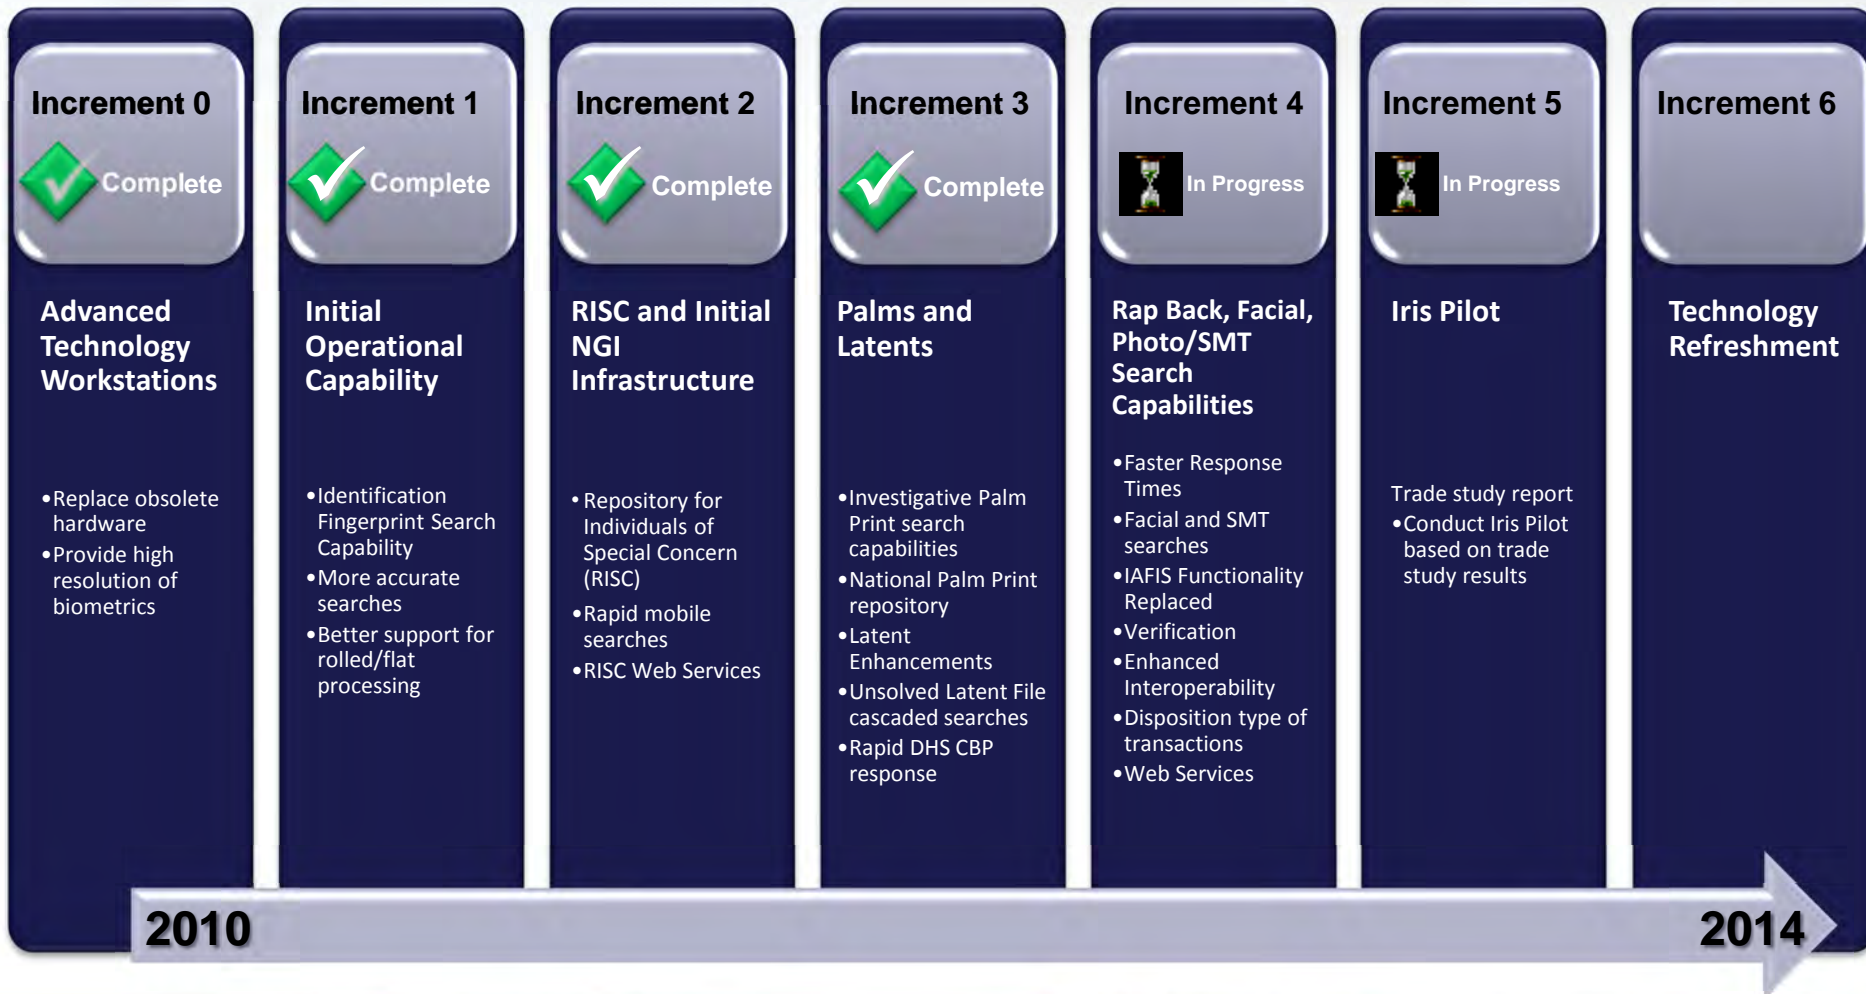 Increment 0
Complete
Advanced
Technology
Workstations
•Replace obsolete
hardware
•Provide high
resolution of
biometrics
Increment 1
Complete
Initial
Operational
Capability
•Identification
Fingerprint Search
Capability
•More accurate
searches
•Better support for
rolled/flat
processing
Increment 2
Complete
RISC and Initial
NGI
Infrastructure
• Repository for
Individuals of
Special Concern
(RISC)
•Rapid mobile
searches
•RISC Web Services
Increment 3
Complete
Palms and
Latents
•Investigative Palm
Print search
capabilities
•National Palm Print
repository
•Latent
Enhancements
•Unsolved Latent File
cascaded searches
•Rapid DHS CBP
response
Increment 4
In Progress
Rap Back, Facial,
Photo/SMT
Search
Capabilities
•Faster Response
Times
•Facial and SMT
searches
•IAFIS Functionality
Replaced
•Verification
•Enhanced
Interoperability
•Disposition type of
transactions
•Web Services
Increment 5
In Progress
Iris Pilot
Trade study report
•Conduct Iris Pilot
based on trade
study results
Increment 6
Technology
Refreshment
2010
2014